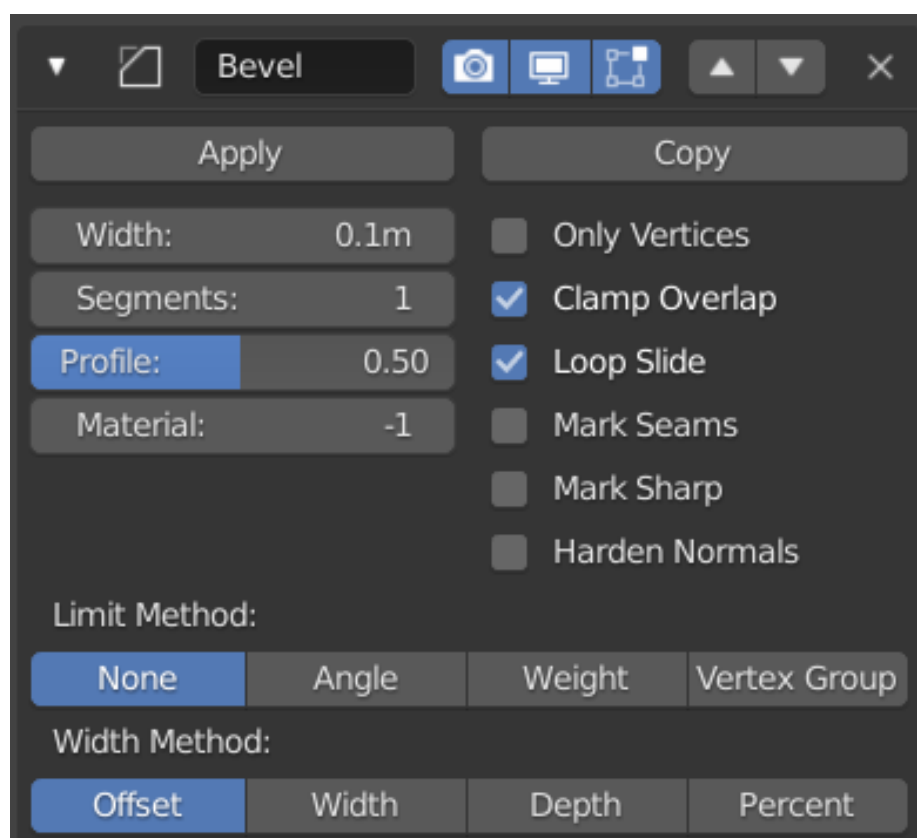 Bevel
Apply Copy
Width: 0.1m Only Vertices
Segments: 1 Clamp Overlap
Profile: 0.50 Loop Slide
Material: -1 Mark Seams
Mark Sharp
Harden Normals
Limit Method:
None Angle Weight Vertex Group
Width Method:
Offset Width Depth Percent